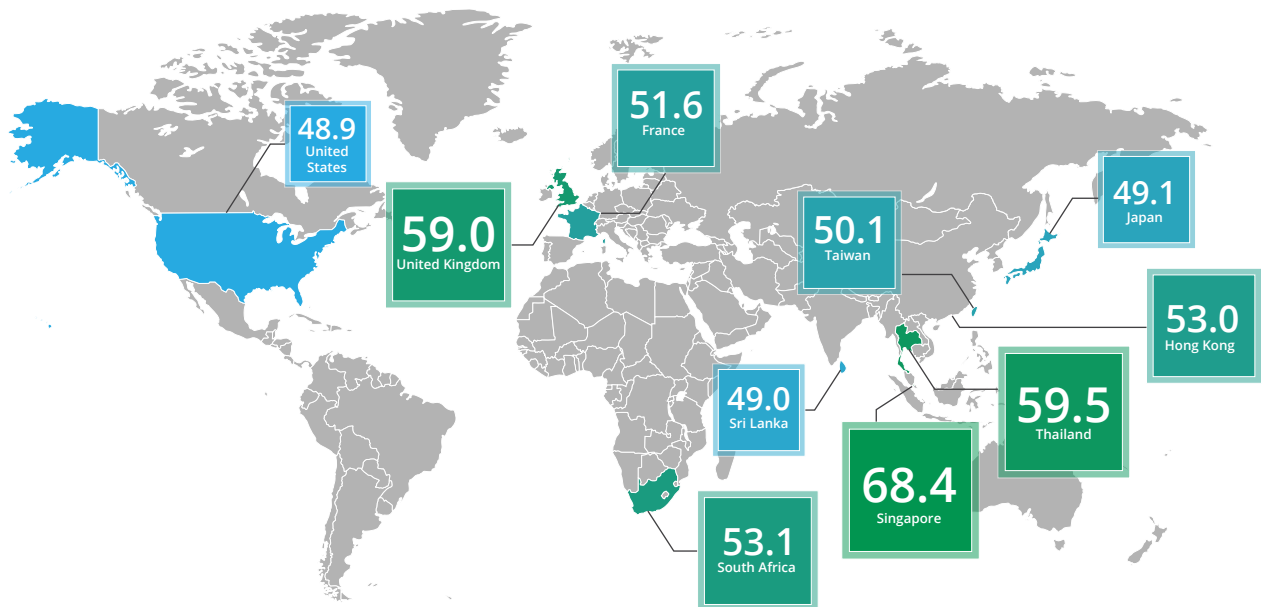 51.6
France
48.9
United
States
49.1
Japan
59.0
United Kingdom
50.1
Taiwan
53.0
Hong Kong
59.5
Thailand
49.0
Sri Lanka
68.4
Singapore
53.1
South Africa